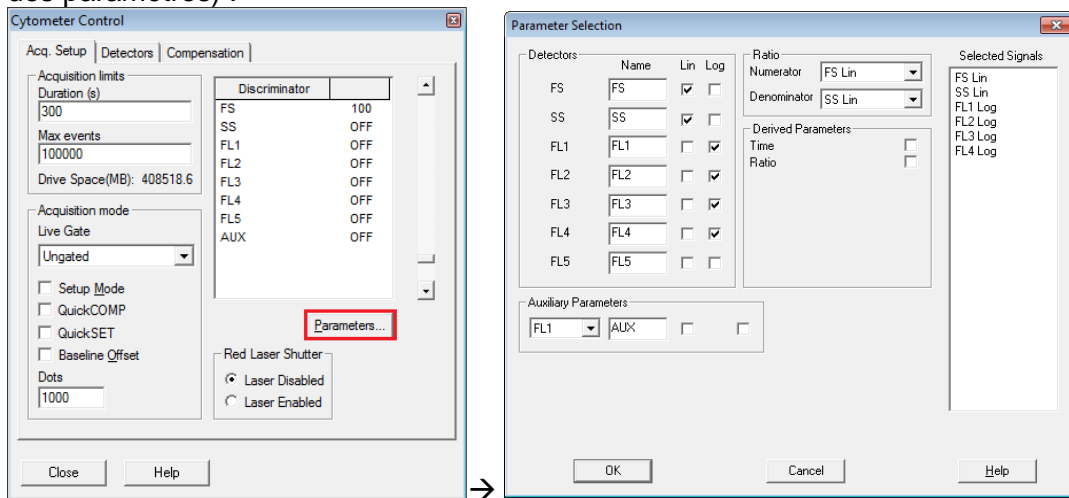 des paramètres) :
Cytometer Control
Acq. Setup Detectors Compensation
Acquisition limits
Duration (s)
300
Max events
100000
Drive Space(MB): 408518.6
Acquisition mode
Live Gate
Ungated
Setup Mode
QuickCOMP
QuickSET
Baseline Offset
Dots
1000
Discriminator
FS 100
SS OFF
FL1 OFF
FL2 OFF
FL3 OFF
FL4 OFF
FL5 OFF
AUX OFF
Parameters...
Red Laser Shutter
Laser Disabled
Laser Enabled
Close Help
→
Parameter Selection
Detectors
Name Lin Log
FS FS
SS SS
FL1 FL1
FL2 FL2
FL3 FL3
FL4 FL4
FL5 FL5
Auxiliary Parameters
FL1 AUX
Ratio
Numerator FS Lin
Denominator SS Lin
Derived Parameters
Time
Ratio
Selected Signals
FS Lin
SS Lin
FL1 Log
FL2 Log
FL3 Log
FL4 Log
OK Cancel Help